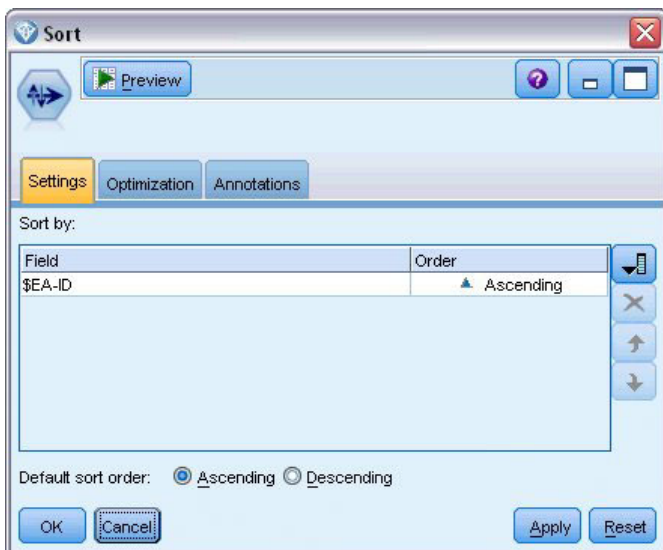 Sort
Preview
Settings Optimization Annotations
Sort by:
Field Order
$EA-ID Ascending
Default sort order: Ascending Descending
OK Cancel Apply Reset